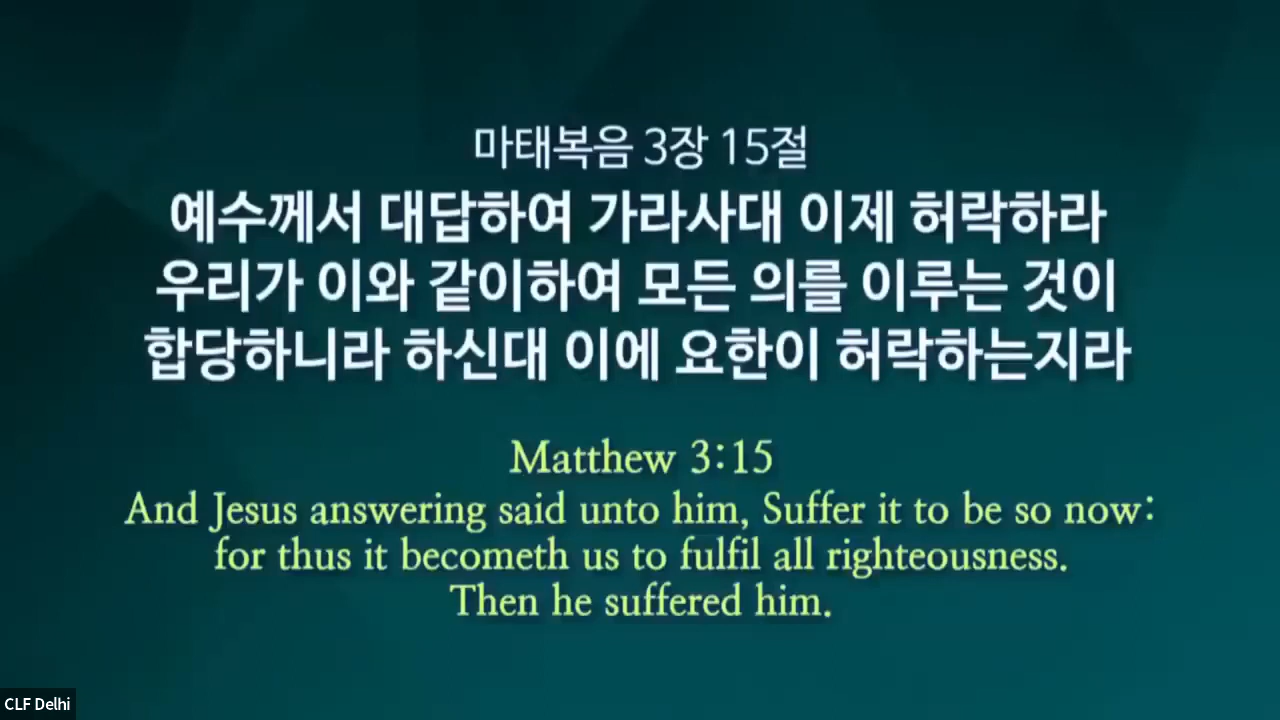 마태복음 3장 15절
예수께서 대답하여 가라사대 이제 허락하라
우리가 이와 같이하여 모든 의를 이루는 것이
합당하니라 하신대 이에 요한이 허락하는지라
Matthew 3:15
And Jesus answering said unto him, Suffer it to be so now:
for thus it becometh us to fulfil all righteousness.
Then he suffered him.
CLF Delhi